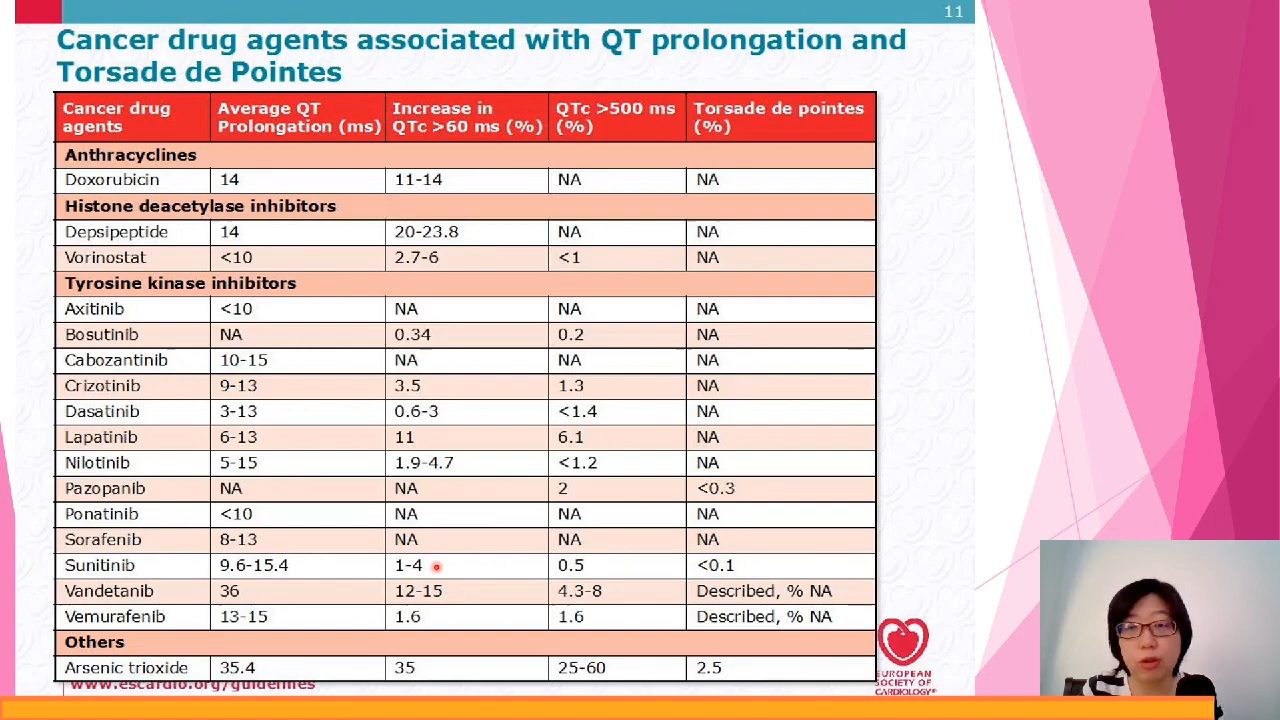 11
Cancer drug agents associated with QT prolongation and
Torsade de Pointes
Cancer drug agents | Average QT Prolongation (ms) | Increase in QTc >60 ms (%) | QTc >500 ms (%) | Torsade de pointes (%)
Anthracyclines
Doxorubicin | 14 | 11-14 | NA | NA
Histone deacetylase inhibitors
Depsipeptide | 14 | 20-23.8 | NA | NA
Vorinostat | <10 | 2.7-6 | <1 | NA
Tyrosine kinase inhibitors
Axitinib | <10 | NA | NA | NA
Bosutinib | NA | 0.34 | 0.2 | NA
Cabozantinib | 10-15 | NA | NA | NA
Crizotinib | 9-13 | 3.5 | 1.3 | NA
Dasatinib | 3-13 | 0.6-3 | <1.4 | NA
Lapatinib | 6-13 | 11 | 6.1 | NA
Nilotinib | 5-15 | 1.9-4.7 | <1.2 | NA
Pazopanib | NA | NA | 2 | <0.3
Ponatinib | <10 | NA | NA | NA
Sorafenib | 8-13 | NA | NA | NA
Sunitinib | 9.6-15.4 | 1-4 | 0.5 | <0.1
Vandetanib | 36 | 12-15 | 4.3-8 | Described, % NA
Vemurafenib | 13-15 | 1.6 | 1.6 | Described, % NA
Others
Arsenic trioxide | 35.4 | 35 | 25-60 | 2.5
www.escardio.org/guidelines
EUROPEAN
SOCIETY OF
CARDIOLOGY®